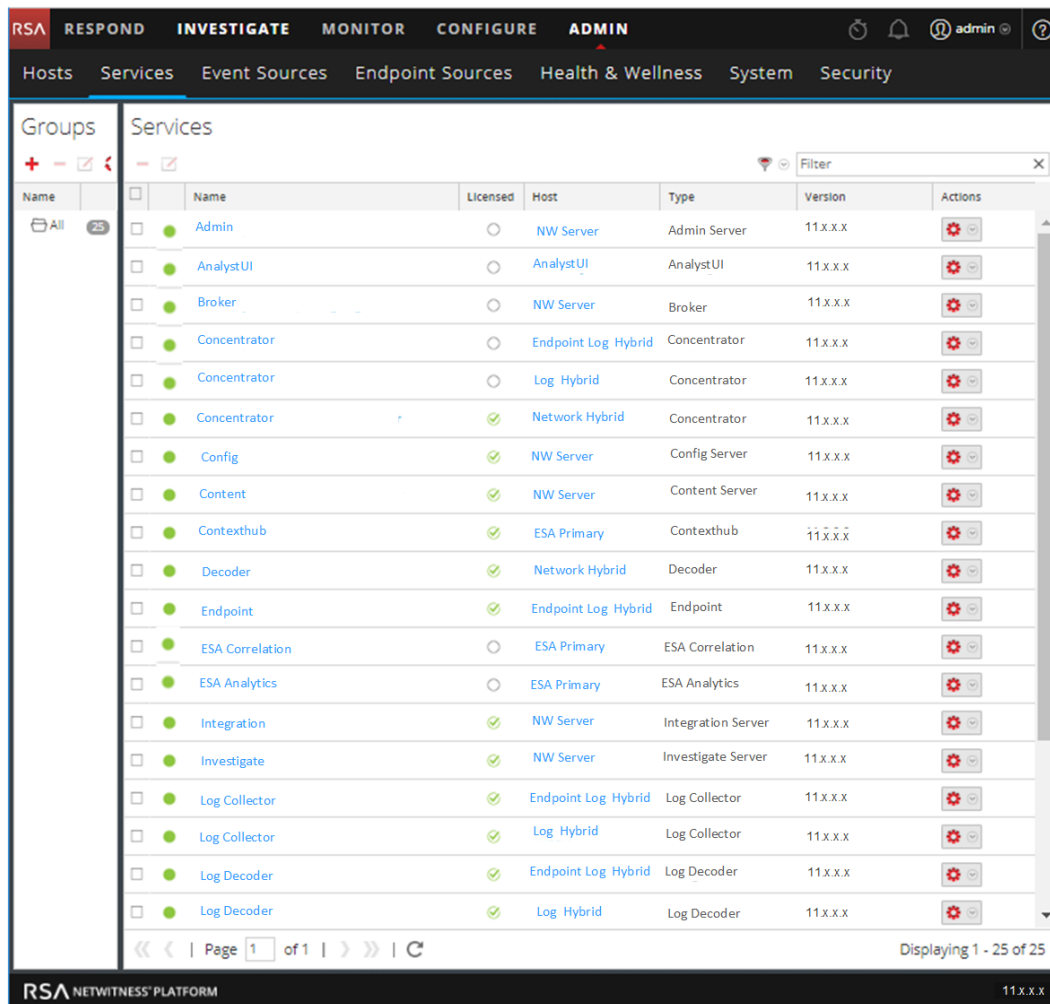 RSA RESPOND INVESTIGATE MONITOR CONFIGURE ADMIN admin
Hosts Services Event Sources Endpoint Sources Health & Wellness System Security
Groups Services
Filter
Name Name Licensed Host Type Version Actions
All 25 Admin NW Server Admin Server 11.x.x.x
AnalystUI AnalystUI AnalystUI 11.x.x.x
Broker NW Server Broker 11.x.x.x
Concentrator Endpoint Log Hybrid Concentrator 11.x.x.x
Concentrator Log Hybrid Concentrator 11.x.x.x
Concentrator Network Hybrid Concentrator 11.x.x.x
Config NW Server Config Server 11.x.x.x
Content NW Server Content Server 11.x.x.x
Contexthub ESA Primary Contexthub 11.x.x.x
Decoder Network Hybrid Decoder 11.x.x.x
Endpoint Endpoint Log Hybrid Endpoint 11.x.x.x
ESA Correlation ESA Primary ESA Correlation 11.x.x.x
ESA Analytics ESA Primary ESA Analytics 11.x.x.x
Integration NW Server Integration Server 11.x.x.x
Investigate NW Server Investigate Server 11.x.x.x
Log Collector Endpoint Log Hybrid Log Collector 11.x.x.x
Log Collector Log Hybrid Log Collector 11.x.x.x
Log Decoder Endpoint Log Hybrid Log Decoder 11.x.x.x
Log Decoder Log Hybrid Log Decoder 11.x.x.x
| Page 1 of 1 | | Displaying 1 - 25 of 25
RSA NETWITNESS® PLATFORM 11.x.x.x